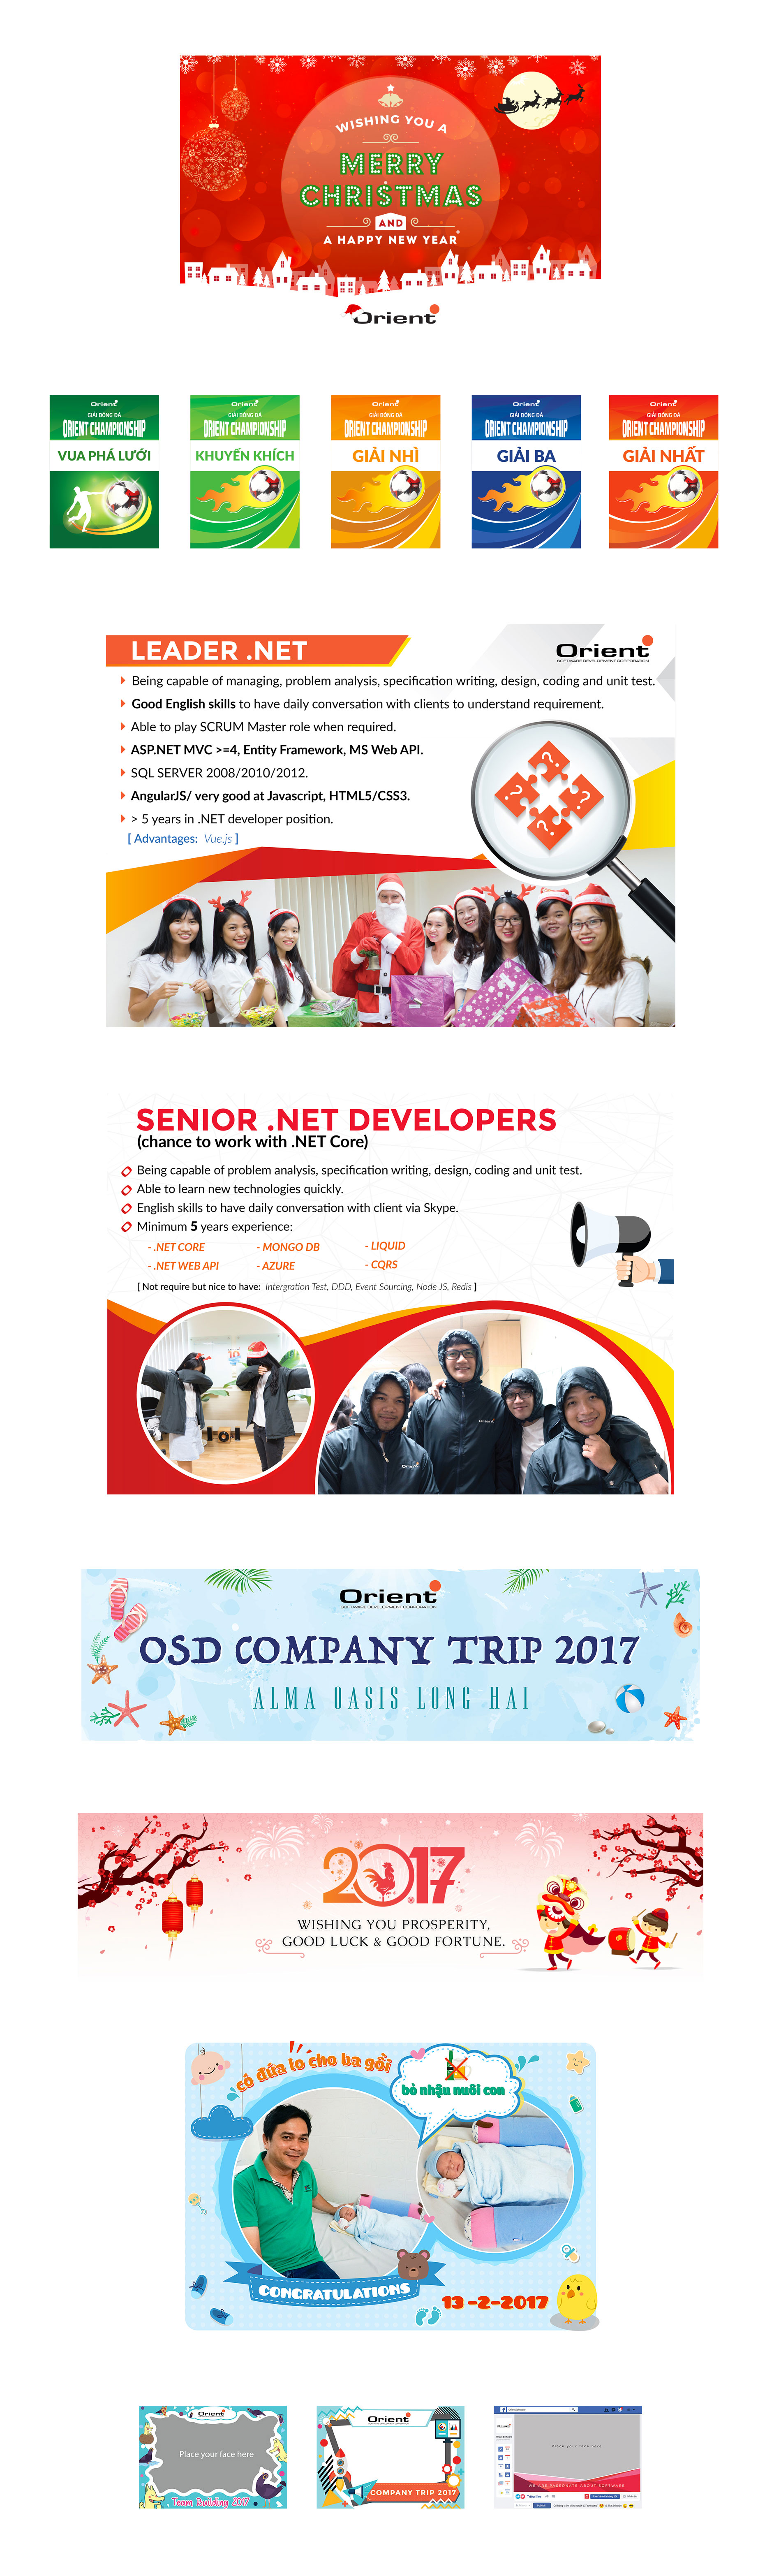 WISHING YOU A
MERRY
CHRISTMAS
AND
A HAPPY NEW YEAR
Orient
Orient
GIẢI BÓNG ĐÁ
ORIENT CHAMPIONSHIP
VUA PHÁ LƯỚI
Orient
GIẢI BÓNG ĐÁ
ORIENT CHAMPIONSHIP
KHUYẾN KHÍCH
Orient
GIẢI BÓNG ĐÁ
ORIENT CHAMPIONSHIP
GIẢI NHÌ
Orient
GIẢI BÓNG ĐÁ
ORIENT CHAMPIONSHIP
GIẢI BA
Orient
GIẢI BÓNG ĐÁ
ORIENT CHAMPIONSHIP
GIẢI NHẤT
LEADER .NET
Orient
SOFTWARE DEVELOPMENT CORPORATION
Being capable of managing, problem analysis, specification writing, design, coding and unit test.
Good English skills to have daily conversation with clients to understand requirement.
Able to play SCRUM Master role when required.
ASP.NET MVC >=4, Entity Framework, MS Web API.
SQL SERVER 2008/2010/2012.
AngularJS/ very good at Javascript, HTML5/CSS3.
> 5 years in .NET developer position.
[ Advantages: Vue.js ]
? ? ? ?
SENIOR .NET DEVELOPERS
(chance to work with .NET Core)
Being capable of problem analysis, specification writing, design, coding and unit test.
Able to learn new technologies quickly.
English skills to have daily conversation with client via Skype.
Minimum 5 years experience:
- .NET CORE - MONGO DB - LIQUID
- .NET WEB API - AZURE - CQRS
[ Not require but nice to have: Intergration Test, DDD, Event Sourcing, Node JS, Redis ]
10
Orient
Orient
Orient
SOFTWARE DEVELOPMENT CORPORATION
OSD COMPANY TRIP 2017
ALMA OASIS LONG HAI
2017
WISHING YOU PROSPERITY,
GOOD LUCK & GOOD FORTUNE.
có đứa lo cho ba gồi
bỏ nhậu nuôi con
CONGRATULATIONS
13-2-2017
Orient
Place your face here
Team Building 2017
Orient
COMPANY TRIP 2017
Place your face here
WE ARE PASSIONATE ABOUT SOFTWARE